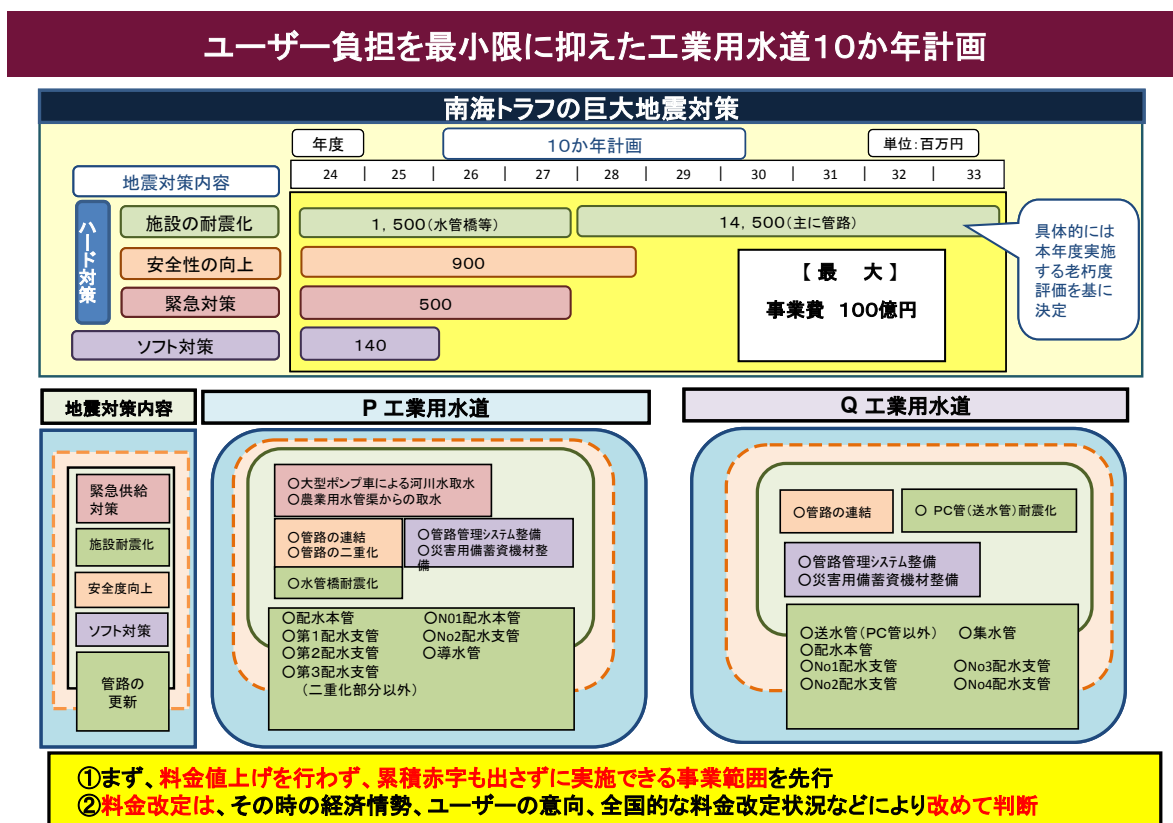 ユーザー負担を最小限に抑えた工業用水道10か年計画
南海トラフの巨大地震対策
年度
10か年計画
単位:百万円
24 | 25 | 26 | 27 | 28 | 29 | 30 | 31 | 32 | 33
地震対策内容
ハード対策
施設の耐震化
1,500(水管橋等)
14,500(主に管路)
安全性の向上
900
緊急対策
500
ソフト対策
140
【 最 大 】
事業費 100億円
具体的には
本年度実施
する老朽度
評価を基に
決定
地震対策内容
P 工業用水道
Q 工業用水道
緊急供給
対策
施設耐震化
安全度向上
ソフト対策
管路の
更新
○大型ポンプ車による河川水取水
○農業用水管渠からの取水
○管路の連結
○管路の二重化
○管路管理システム整備
○災害用備蓄資機材整
備
○水管橋耐震化
○配水本管 ○N01配水本管
○第1配水支管 ○No2配水支管
○第2配水支管 ○導水管
○第3配水支管
(二重化部分以外)
○管路の連結
○ PC管(送水管)耐震化
○管路管理システム整備
○災害用備蓄資機材整備
○送水管(PC管以外) ○集水管
○配水本管
○No1配水支管 ○No3配水支管
○No2配水支管 ○No4配水支管
①まず、料金値上げを行わず、累積赤字も出さずに実施できる事業範囲を先行
②料金改定は、その時の経済情勢、ユーザーの意向、全国的な料金改定状況などにより改めて判断